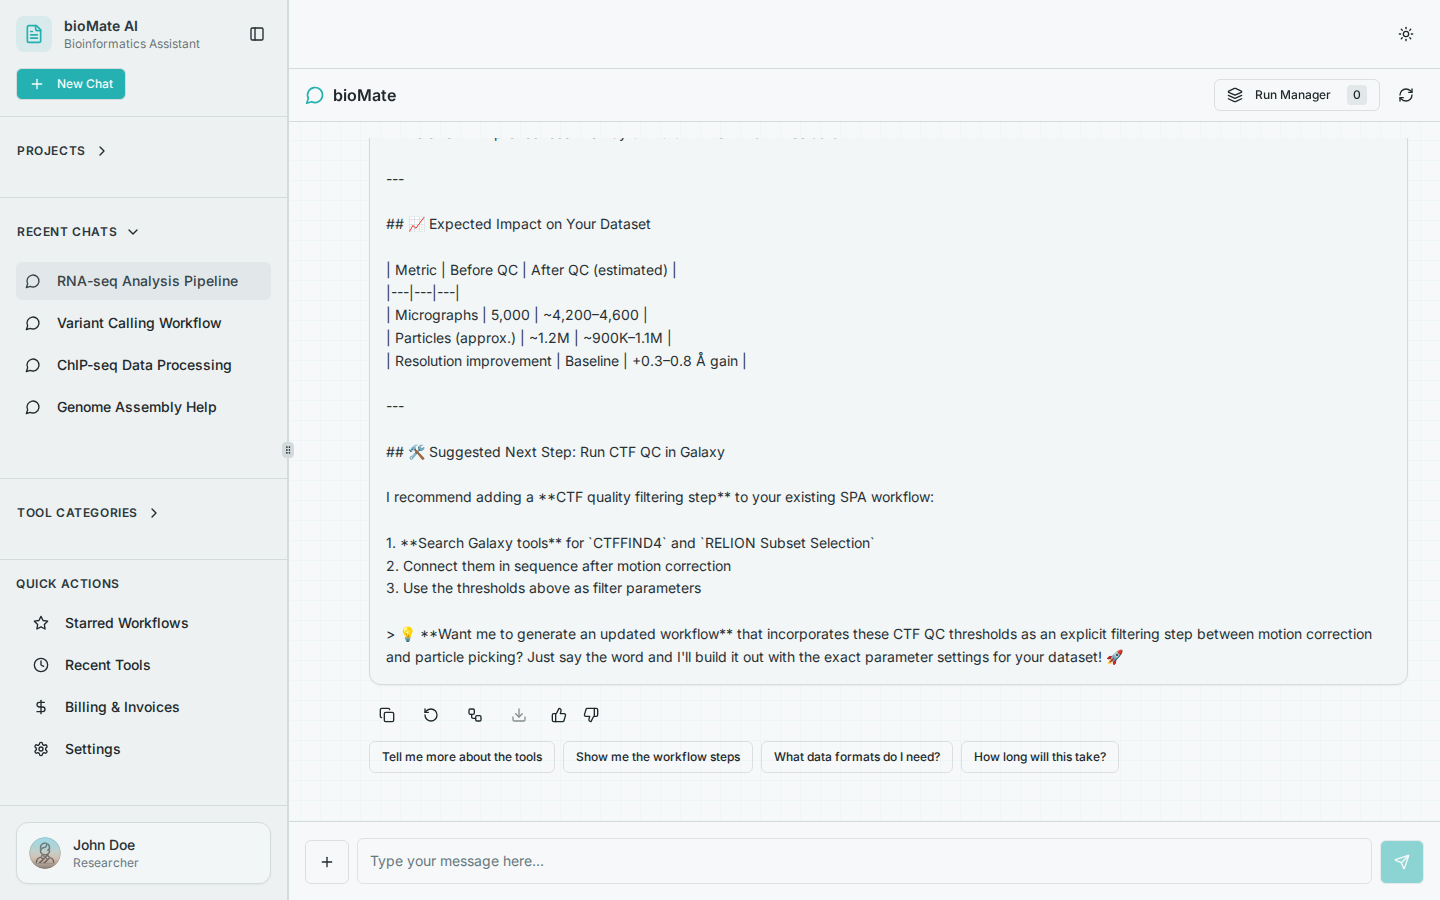 bioMate AI
Bioinformatics Assistant
New Chat
PROJECTS
RECENT CHATS
RNA-seq Analysis Pipeline
Variant Calling Workflow
ChIP-seq Data Processing
Genome Assembly Help
TOOL CATEGORIES
QUICK ACTIONS
Starred Workflows
Recent Tools
Billing & Invoices
Settings
John Doe
Researcher
bioMate
Run Manager 0
---
## 📈 Expected Impact on Your Dataset
| Metric | Before QC | After QC (estimated) |
|---|---|---|
| Micrographs | 5,000 | ~4,200–4,600 |
| Particles (approx.) | ~1.2M | ~900K–1.1M |
| Resolution improvement | Baseline | +0.3–0.8 Å gain |
---
## 🛠️ Suggested Next Step: Run CTF QC in Galaxy
I recommend adding a **CTF quality filtering step** to your existing SPA workflow:
1. **Search Galaxy tools** for `CTFFIND4` and `RELION Subset Selection`
2. Connect them in sequence after motion correction
3. Use the thresholds above as filter parameters
> 💡 **Want me to generate an updated workflow** that incorporates these CTF QC thresholds as an explicit filtering step between motion correction
and particle picking? Just say the word and I'll build it out with the exact parameter settings for your dataset! 🚀
Tell me more about the tools
Show me the workflow steps
What data formats do I need?
How long will this take?
Type your message here...